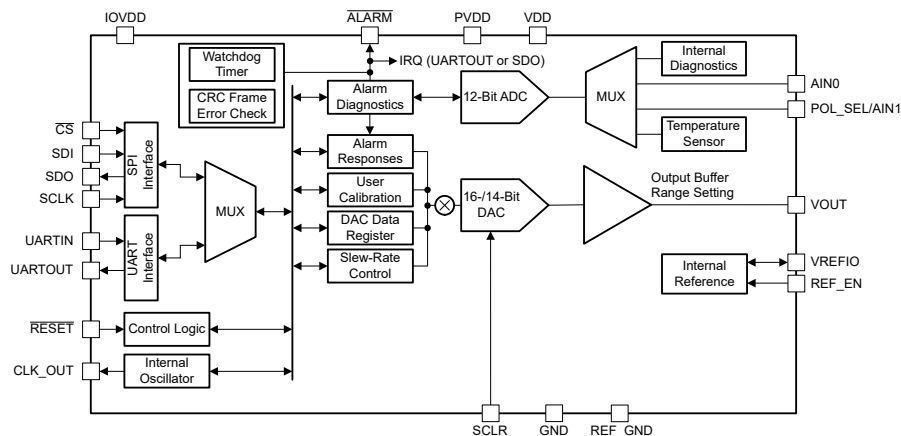 IOVDD
ALARM
PVDD
VDD
Watchdog
Timer
CRC Frame
Error Check
IRQ (UARTOUT or SDO)
Alarm
Diagnostics
12-Bit ADC
MUX
Internal
Diagnostics
AIN0
POL_SEL/AIN1
Temperature
Sensor
CS
SDI
SDO
SCLK
SPI
Interface
MUX
Alarm
Responses
User
Calibration
DAC Data
Register
Slew-Rate
Control
16-/14-Bit
DAC
Output Buffer
Range Setting
VOUT
UARTIN
UARTOUT
UART
Interface
Internal
Reference
VREFIO
REF_EN
RESET
Control Logic
CLK_OUT
Internal
Oscillator
SCLR
GND
REF_GND